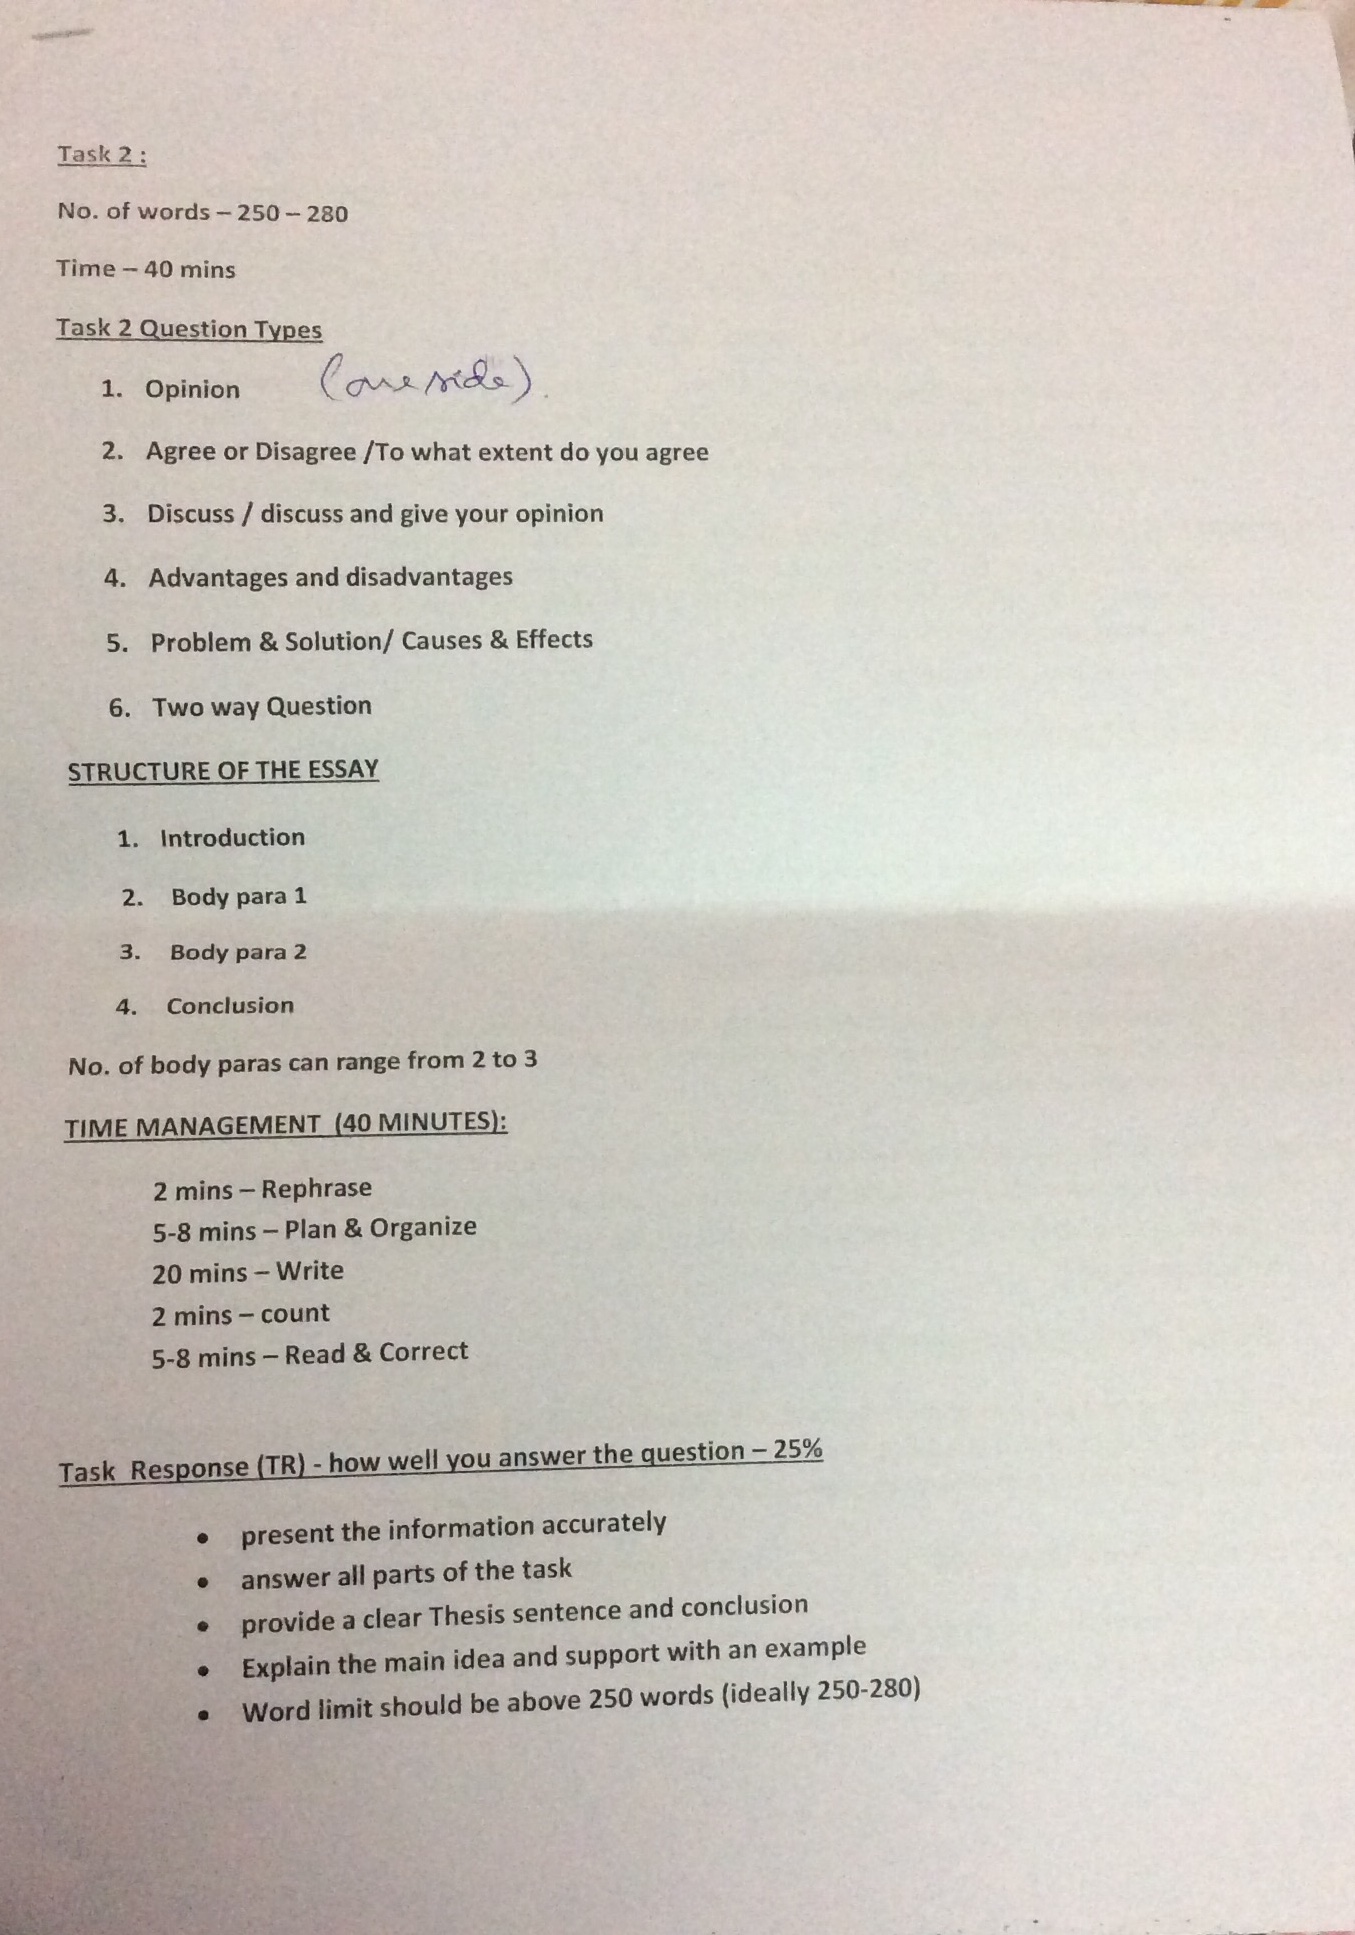 Task 2 :
No. of words – 250 – 280
Time – 40 mins
Task 2 Question Types
1. Opinion (one side).
2. Agree or Disagree /To what extent do you agree
3. Discuss / discuss and give your opinion
4. Advantages and disadvantages
5. Problem & Solution/ Causes & Effects
6. Two way Question
STRUCTURE OF THE ESSAY
1. Introduction
2. Body para 1
3. Body para 2
4. Conclusion
No. of body paras can range from 2 to 3
TIME MANAGEMENT (40 MINUTES):
2 mins – Rephrase
5-8 mins – Plan & Organize
20 mins – Write
2 mins – count
5-8 mins – Read & Correct
Task Response (TR) - how well you answer the question – 25%
• present the information accurately
• answer all parts of the task
• provide a clear Thesis sentence and conclusion
• Explain the main idea and support with an example
• Word limit should be above 250 words (ideally 250-280)